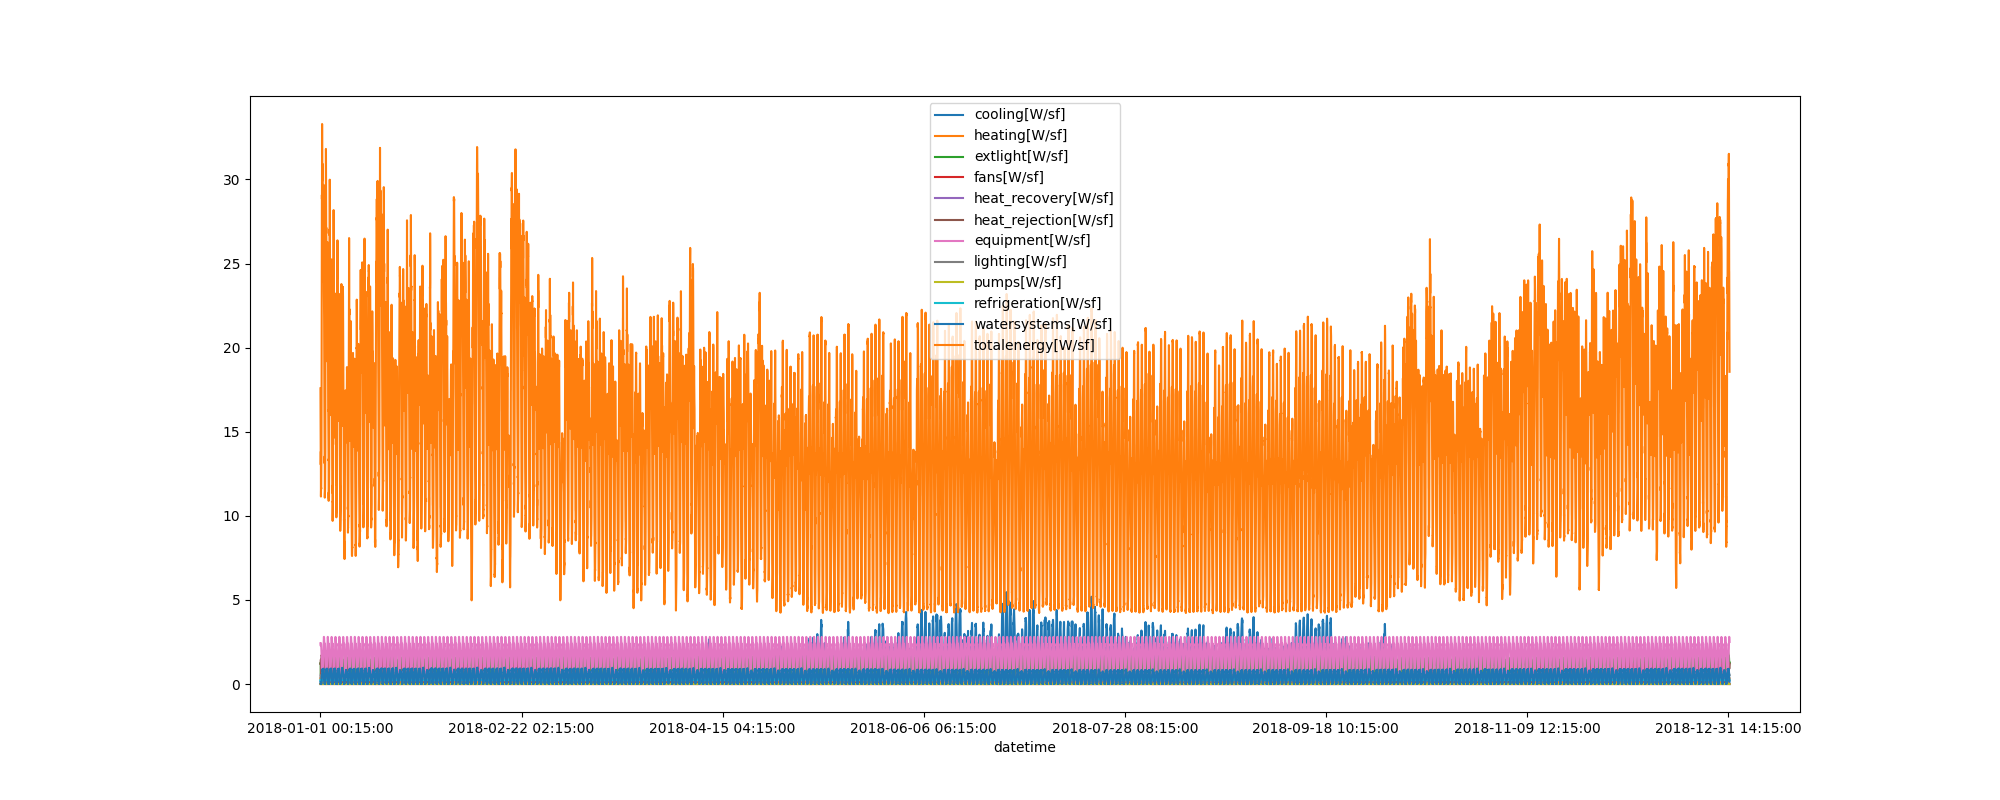 cooling[W/sf]
heating[W/sf]
extlight[W/sf]
fans[W/sf]
heat_recovery[W/sf]
heat_rejection[W/sf]
equipment[W/sf]
lighting[W/sf]
pumps[W/sf]
refrigeration[W/sf]
watersystems[W/sf]
totalenergy[W/sf]
30
25
20
15
10
5
0
2018-01-01 00:15:00 2018-02-22 02:15:00 2018-04-15 04:15:00 2018-06-06 06:15:00 2018-07-28 08:15:00 2018-09-18 10:15:00 2018-11-09 12:15:00 2018-12-31 14:15:00
datetime